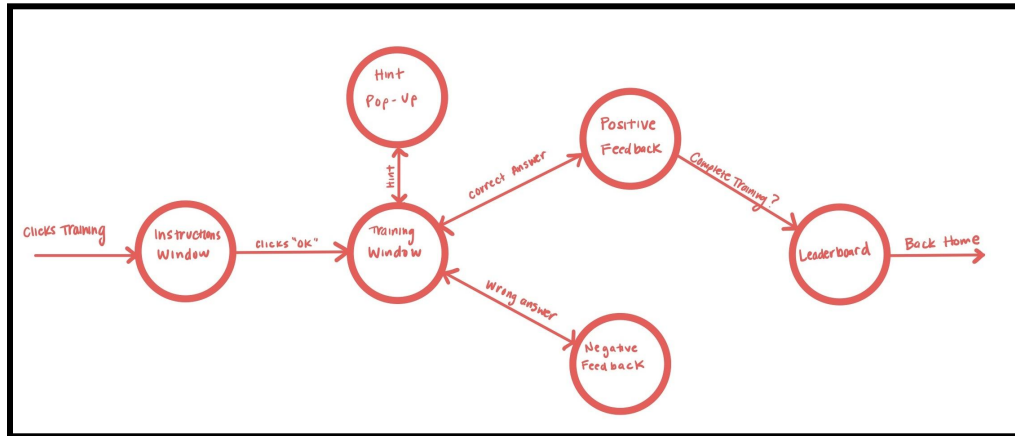 Clicks Training
Instructions
Window
Clicks "OK"
Hint
Pop-Up
Hint
Training
Window
Correct Answer
Positive
Feedback
Wrong answer
Negative
Feedback
Complete Training?
Leaderboard
Back Home